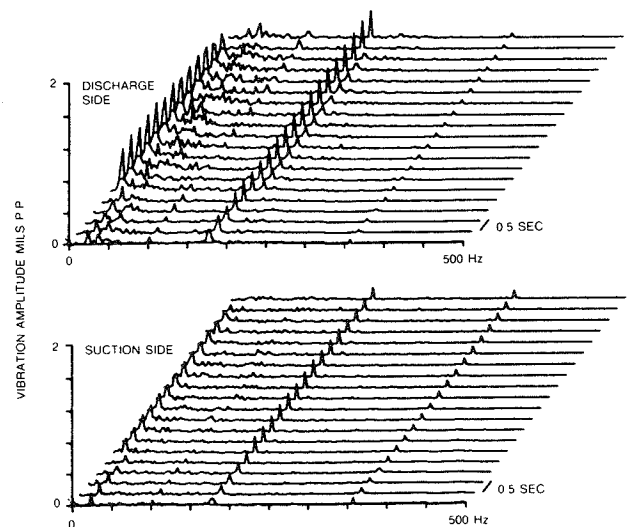 2
DISCHARGE
SIDE
0 5 SEC
0
0
500 Hz
VIBRATION AMPLITUDE MILS P P
2
SUCTION SIDE
0 5 SEC
0
0
500 Hz